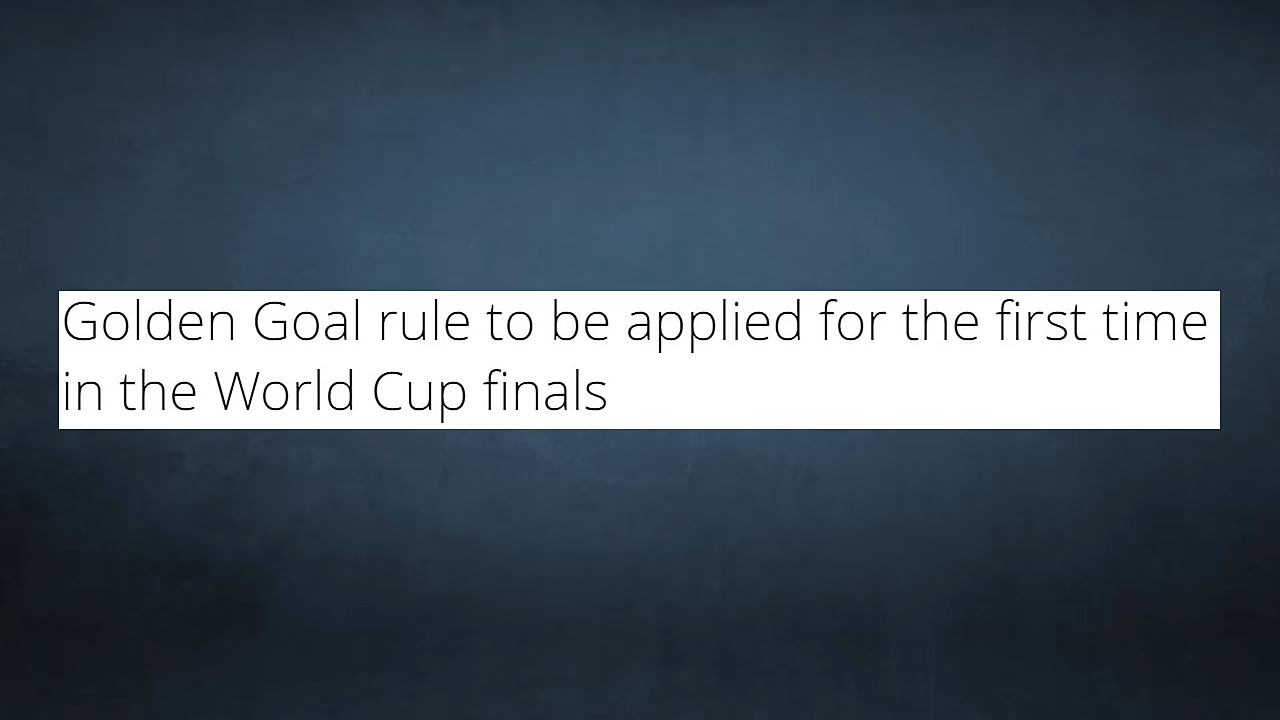 Golden Goal rule to be applied for the first time
in the World Cup finals